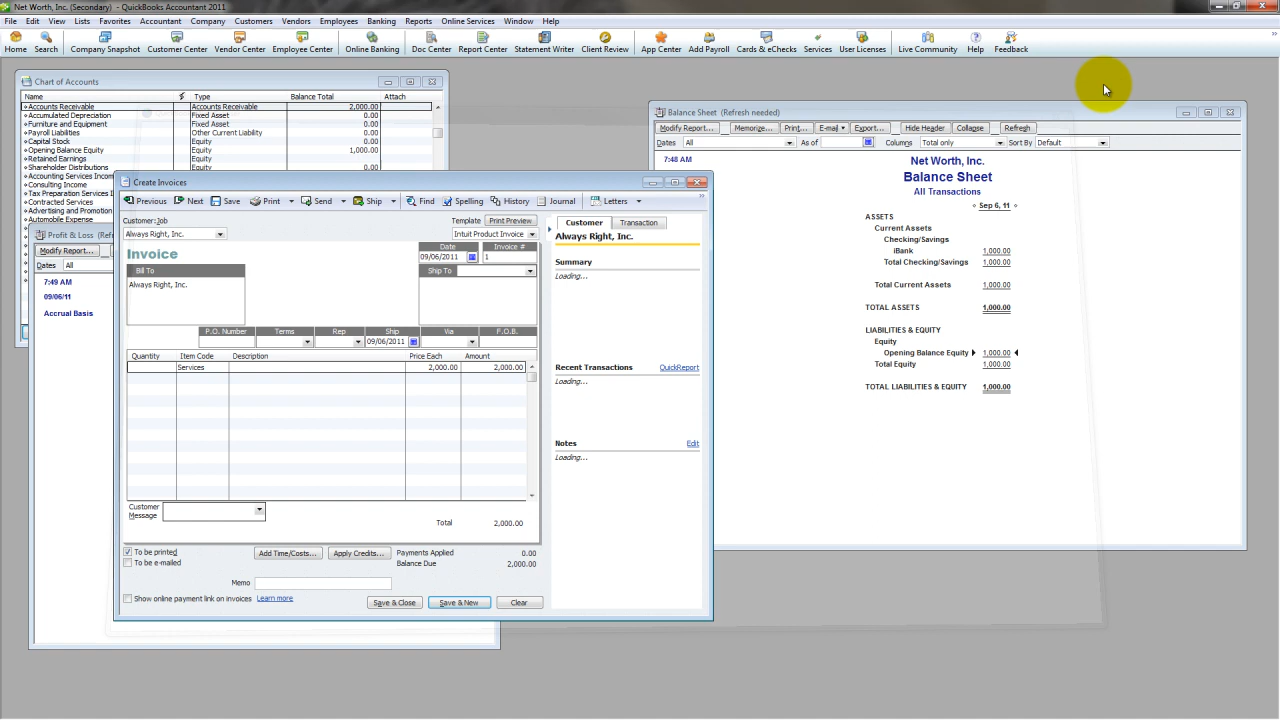 Net Worth, Inc. (Secondary) - QuickBooks Accountant 2011
File Edit View Lists Favorites Accountant Company Customers Vendors Employees Banking Reports Online Services Window Help
Home Search Company Snapshot Customer Center Vendor Center Employee Center Online Banking Doc Center Report Center Statement Writer Client Review App Center Add Payroll Cards & eChecks Services User Licenses Live Community Help Feedback
Chart of Accounts
Name Type Balance Total Attach
Accounts Receivable Accounts Receivable 2,000.00
Accumulated Depreciation Fixed Asset 0.00
Furniture and Equipment Fixed Asset 0.00
Payroll Liabilities Other Current Liability 0.00
Capital Stock Equity 0.00
Opening Balance Equity Equity 1,000.00
Retained Earnings Equity
Shareholder Distributions Equity 0.00
Accounting Services Incom
Consulting Income
Tax Preparation Services I
Contracted Services
Advertising and Promotion
Automobile Expense
Profit & Loss (Ref
Modify Report...
Dates All
7:49 AM
09/06/11
Accrual Basis
Create Invoices
Previous Next Save Print Send Ship Find Spelling History Journal Letters
Customer:Job Template Print Preview
Always Right, Inc. Intuit Product Invoice
Invoice
Date Invoice #
09/06/2011 1
Bill To Ship To
Always Right, Inc.
P.O. Number Terms Rep Ship Via F.O.B.
09/06/2011
Quantity Item Code Description Price Each Amount
Services 2,000.00 2,000.00
Customer Message
Total 2,000.00
To be printed Add Time/Costs... Apply Credits... Payments Applied 0.00
To be e-mailed Balance Due 2,000.00
Memo
Show online payment link on invoices Learn more
Save & Close Save & New Clear
Customer Transaction
Always Right, Inc.
Summary
Loading...
Recent Transactions QuickReport
Loading...
Notes Edit
Loading...
Balance Sheet (Refresh needed)
Modify Report... Memorize... Print... E-mail Export... Hide Header Collapse Refresh
Dates All As of Columns Total only Sort By Default
7:48 AM
Net Worth, Inc.
Balance Sheet
All Transactions
Sep 6, 11
ASSETS
Current Assets
Checking/Savings
iBank 1,000.00
Total Checking/Savings 1,000.00
Total Current Assets 1,000.00
TOTAL ASSETS 1,000.00
LIABILITIES & EQUITY
Equity
Opening Balance Equity 1,000.00
Total Equity 1,000.00
TOTAL LIABILITIES & EQUITY 1,000.00